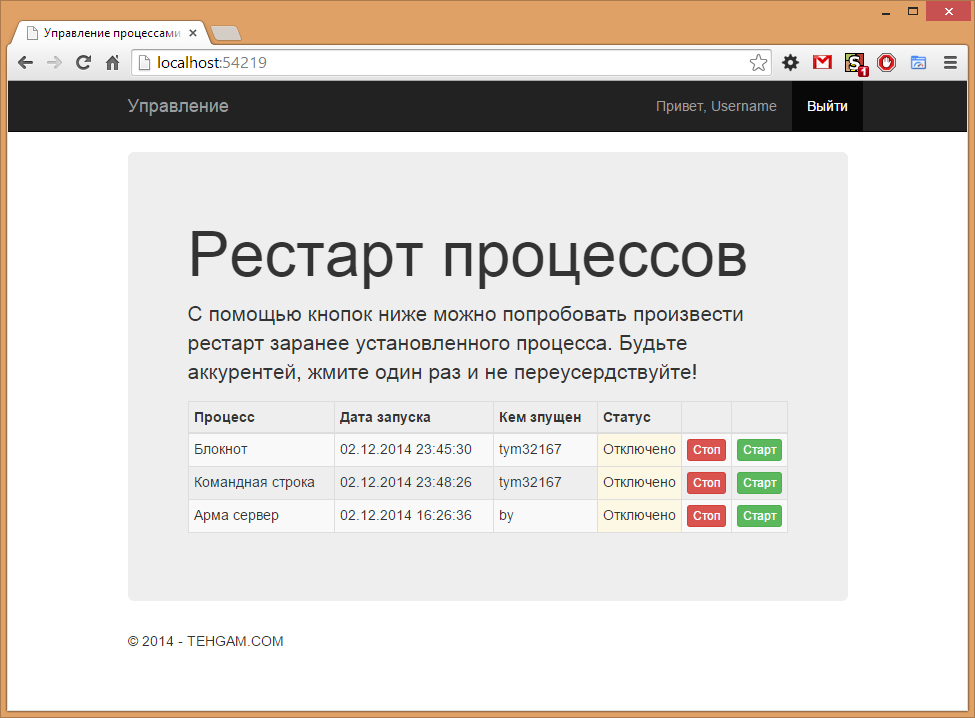 Управление процессами
localhost:54219
1
Управление Привет, Username Выйти
Рестарт процессов
С помощью кнопок ниже можно попробовать произвести
рестарт заранее установленного процесса. Будьте
аккурентей, жмите один раз и не переусердствуйте!
Процесс Дата запуска Кем зпущен Статус
Блокнот 02.12.2014 23:45:30 tym32167 Отключено Стоп Старт
Командная строка 02.12.2014 23:48:26 tym32167 Отключено Стоп Старт
Арма сервер 02.12.2014 16:26:36 by Отключено Стоп Старт
© 2014 - TEHGAM.COM